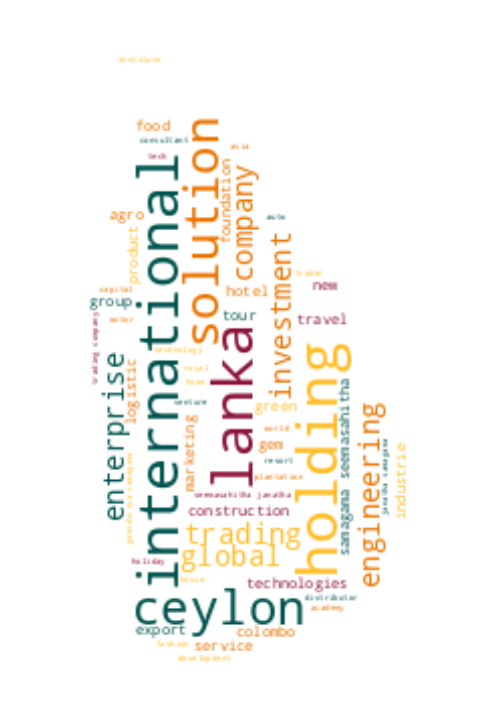 institute
food
solution
consultant
asia
tech
international
foundation
company
agro
auto
product
investment
trader
capital
hotel
new
group
trading company
motor
tour
travel
lanka
holding
technology
enterprise
logistic
royal
home
venture
green
samagama seemasahitha
engineering
marketing
world
gem
janatha samagama
industrie
resort
plantation
seemasahitha janatha
construction
trading
global
holiday
house
technologies
ceylon
distributor
academy
export
colombo
fashion
service
development